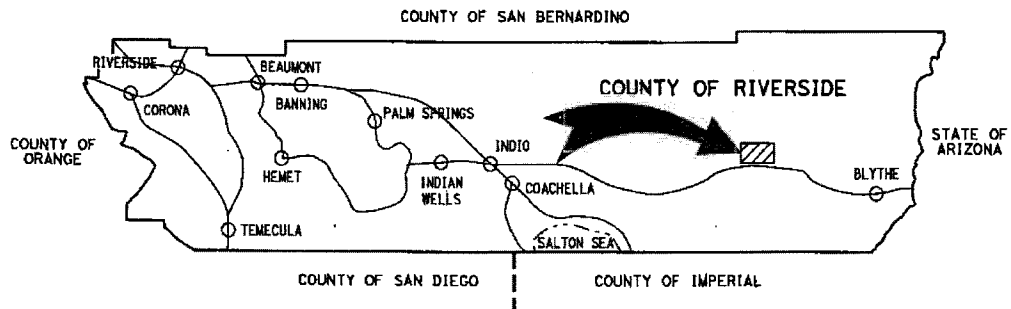 COUNTY OF SAN BERNARDINO
RIVERSIDE
BEAUMONT
COUNTY OF RIVERSIDE
BANNING
CORONA
PALM SPRINGS
STATE OF
ARIZONA
COUNTY OF
ORANGE
INDIO
HEMET
INDIAN
WELLS
BLYTHE
COACHELLA
TEMECULA
SALTON SEA
COUNTY OF SAN DIEGO
COUNTY OF IMPERIAL